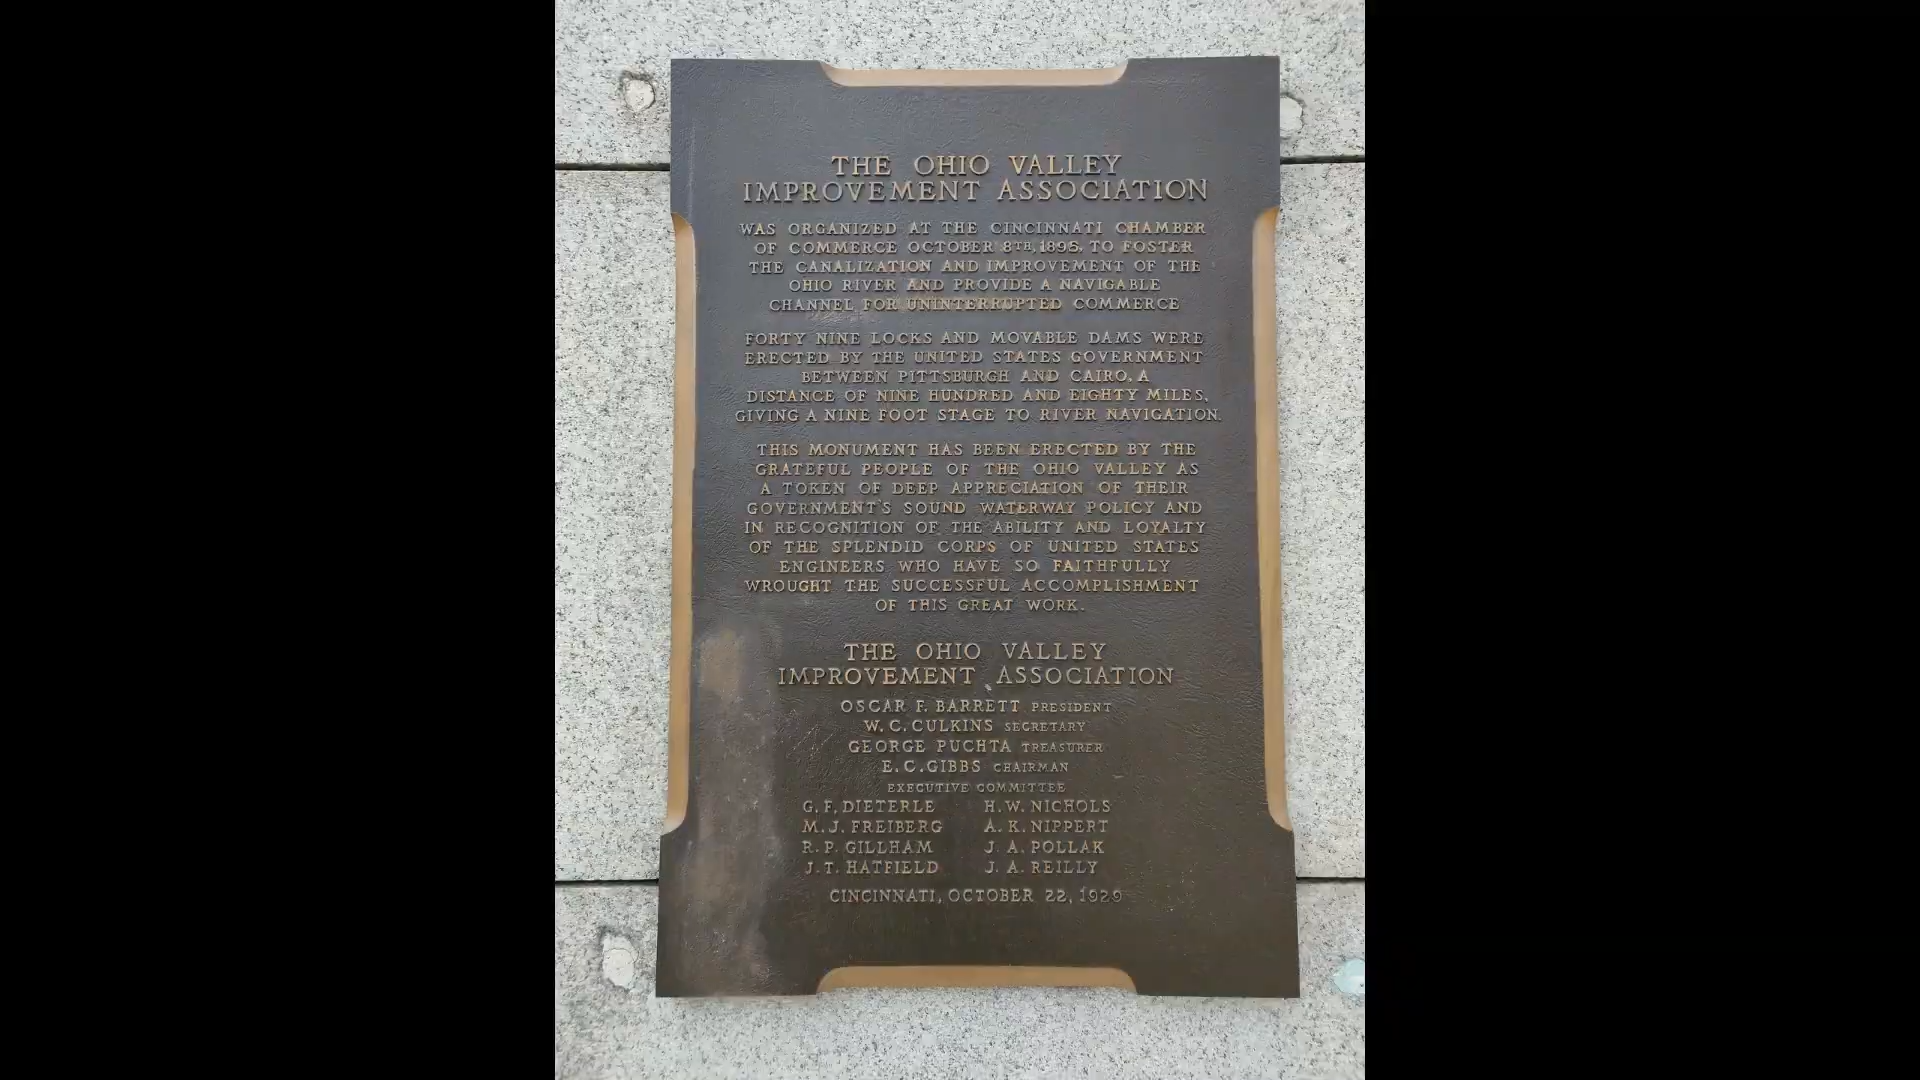 THE OHIO VALLEY
IMPROVEMENT ASSOCIATION
WAS ORGANIZED AT THE CINCINNATI CHAMBER
OF COMMERCE OCTOBER 8TH, 1895, TO FOSTER
THE CANALIZATION AND IMPROVEMENT OF THE
OHIO RIVER AND PROVIDE A NAVIGABLE
CHANNEL FOR UNINTERRUPTED COMMERCE
FORTY NINE LOCKS AND MOVABLE DAMS WERE
ERECTED BY THE UNITED STATES GOVERNMENT
BETWEEN PITTSBURGH AND CAIRO, A
DISTANCE OF NINE HUNDRED AND EIGHTY MILES,
GIVING A NINE FOOT STAGE TO RIVER NAVIGATION.
THIS MONUMENT HAS BEEN ERECTED BY THE
GRATEFUL PEOPLE OF THE OHIO VALLEY AS
A TOKEN OF DEEP APPRECIATION OF THEIR
GOVERNMENT'S SOUND WATERWAY POLICY AND
IN RECOGNITION OF THE ABILITY AND LOYALTY
OF THE SPLENDID CORPS OF UNITED STATES
ENGINEERS WHO HAVE SO FAITHFULLY
WROUGHT THE SUCCESSFUL ACCOMPLISHMENT
OF THIS GREAT WORK.
THE OHIO VALLEY
IMPROVEMENT ASSOCIATION
OSCAR F. BARRETT PRESIDENT
W. C. CULKINS SECRETARY
GEORGE PUCHTA TREASURER
E. C. GIBBS CHAIRMAN
EXECUTIVE COMMITTEE
G. F. DIETERLE H. W. NICHOLS
M. J. FREIBERG A. K. NIPPERT
R. P. GILLHAM J. A. POLLAK
J. T. HATFIELD J. A. REILLY
CINCINNATI, OCTOBER 22, 1929